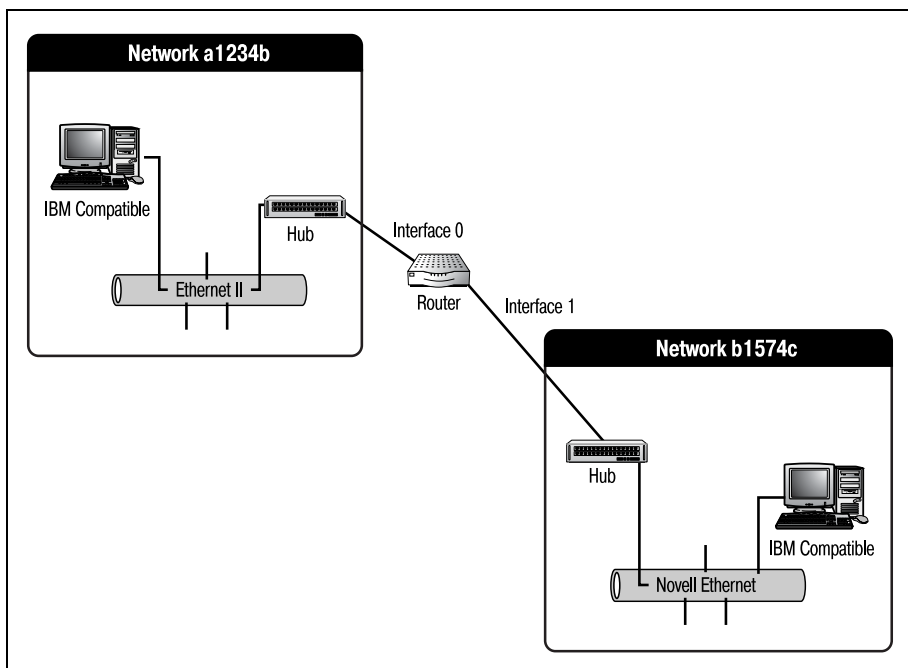 Network a1234b
IBM Compatible
Hub
Ethernet II
Interface 0
Router
Interface 1
Network b1574c
Hub
IBM Compatible
Novell Ethernet